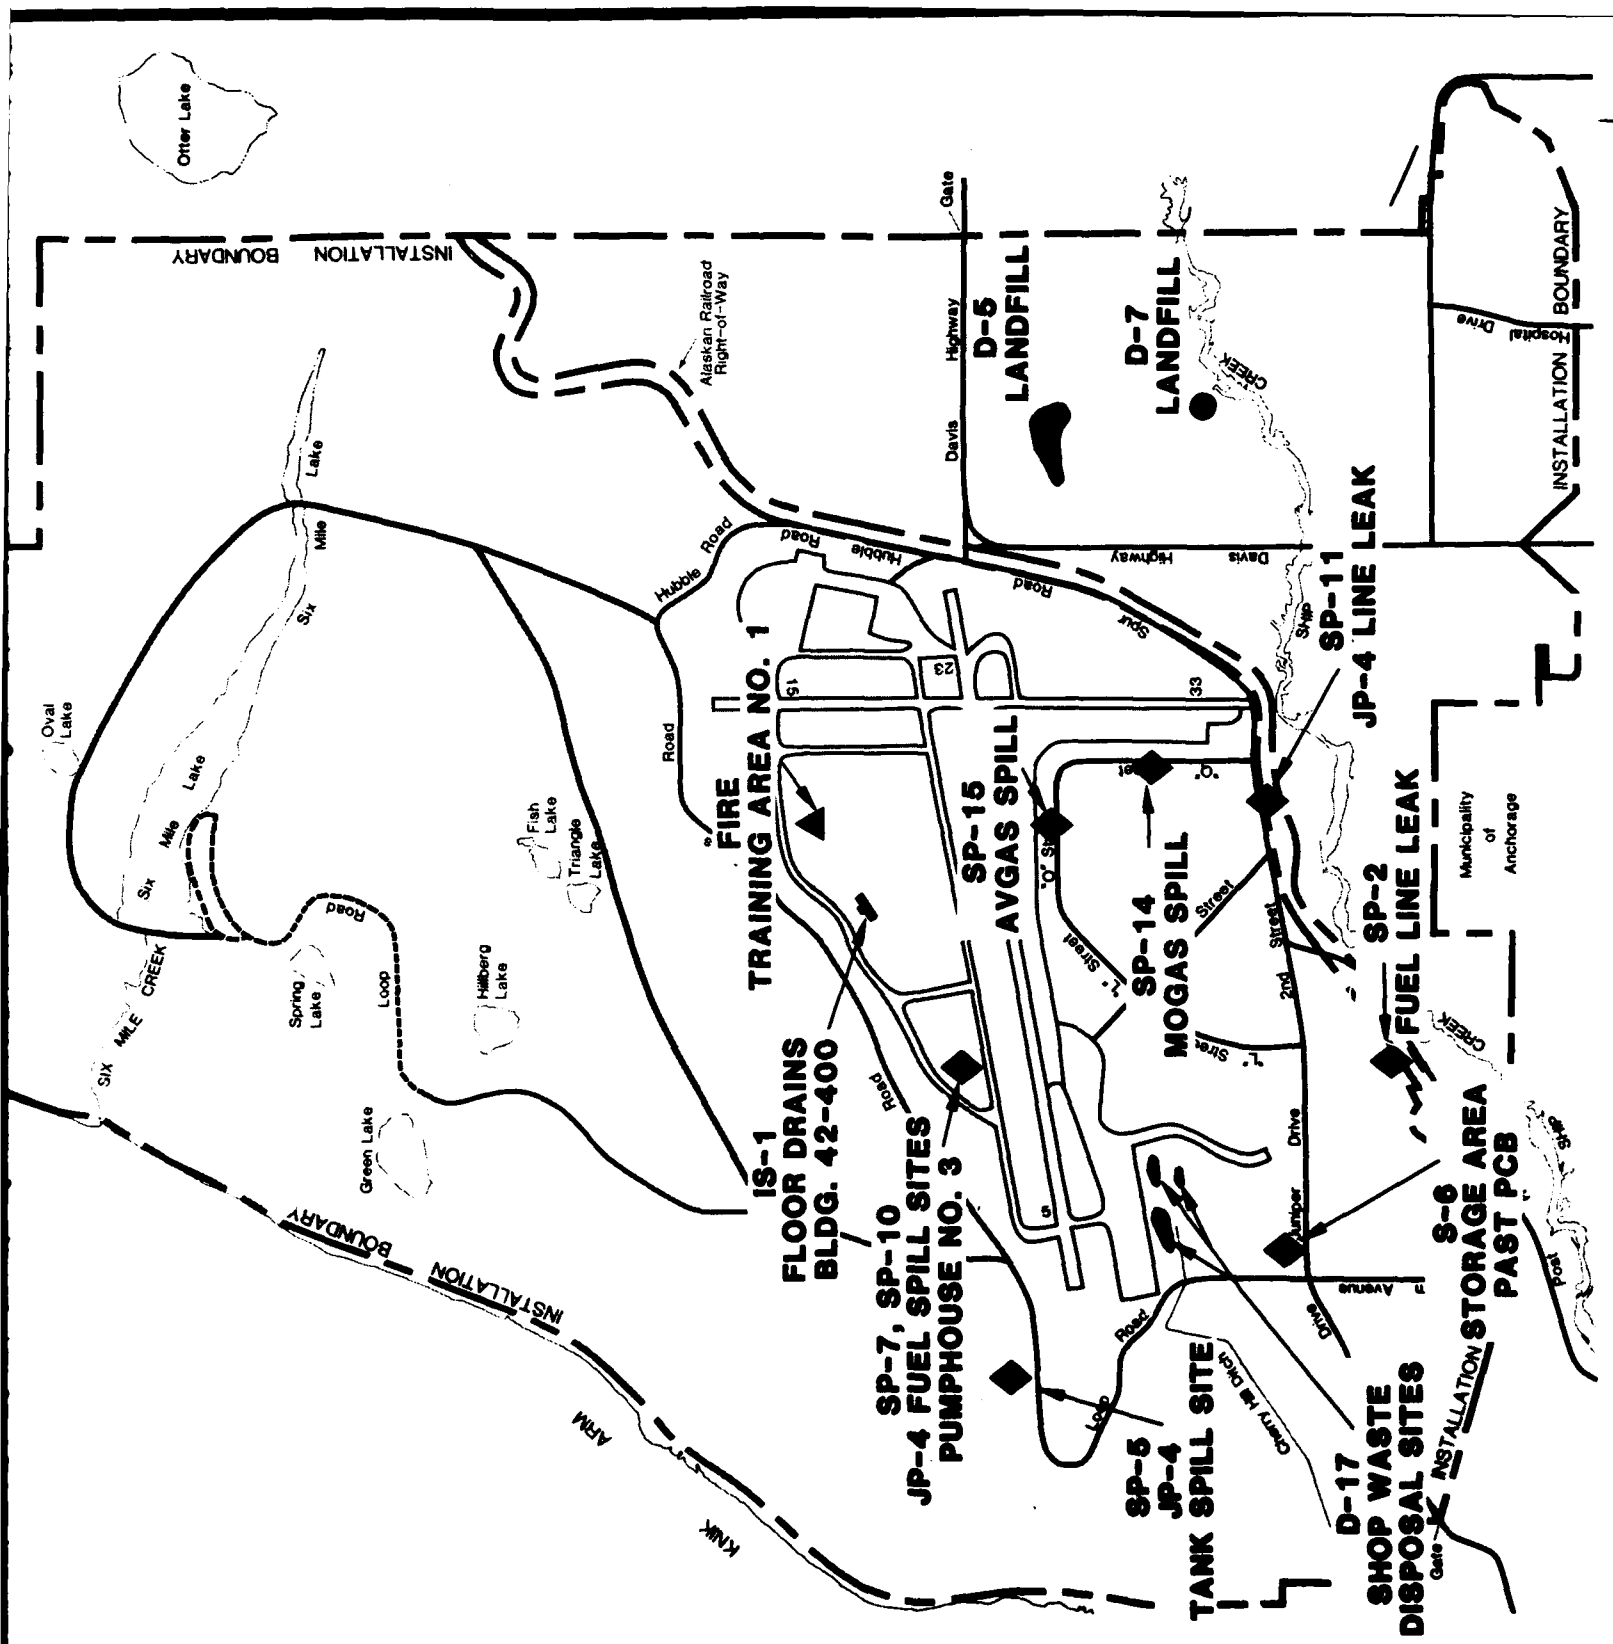 Otter Lake
INSTALLATION BOUNDARY
Alaskan Railroad
Right-of-Way
Gate
Davis Highway
D-5
LANDFILL
D-7
LANDFILL
CREEK
SHIP
Hospital Drive
INSTALLATION BOUNDARY
Six Mile Lake
Oval
Lake
Six Mile Lake
SIX MILE CREEK
Spring
Lake
Loop Road
Fish
Lake
Triangle
Lake
Hillberg
Lake
Green Lake
INSTALLATION BOUNDARY
KNIK ARM
Hubble Road
Hubble Road
Road
Davis Highway
Spur Road
FIRE
TRAINING AREA NO. 1
15
23
33
5
SP-11
JP-4 LINE LEAK
SP-15
AVGAS SPILL
"O" St
"Q"
SP-14
MOGAS SPILL
Street
Street
"L" Street
2nd Street
SP-2
FUEL LINE LEAK
Municipality
of
Anchorage
CREEK
SHIP
IS-1
FLOOR DRAINS
BLDG. 42-400
Road
SP-7, SP-10
JP-4 FUEL SPILL SITES
PUMPHOUSE NO. 3
Juniper Drive
S-6
STORAGE AREA
PAST PCB
Post
Avenue
Drive
Loop Road
Cherry Hill Ditch
SP-5
JP-4
TANK SPILL SITE
D-17
SHOP WASTE
DISPOSAL SITES
Gate
INSTALLATION